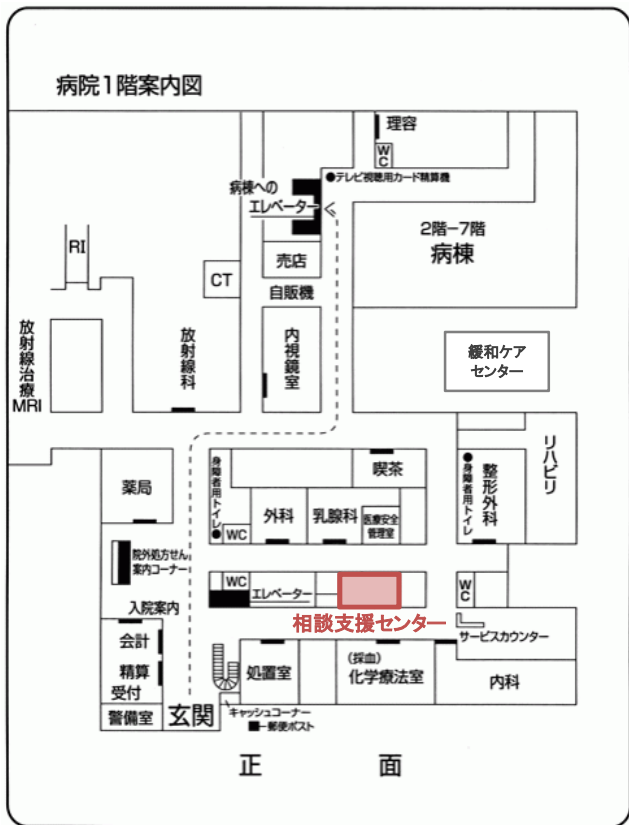 病院1階案内図
理容
WC
●テレビ視聴用カード精算機
病棟への
エレベーター
2階−7階
病棟
RI
CT
売店
自販機
放射線治療
MRI
放射線科
内視鏡室
緩和ケア
センター
リハビリ
整形外科
●身障者用トイレ
喫茶
身障者用トイレ●
薬局
外科
乳腺科
医療安全
管理室
WC
院外処方せん
案内コーナー
WC
エレベーター
WC
入院案内
相談支援センター
サービスカウンター
会計
精算
受付
処置室
(採血)
化学療法室
内科
警備室
玄関
キャッシュコーナー
■−郵便ポスト
正面